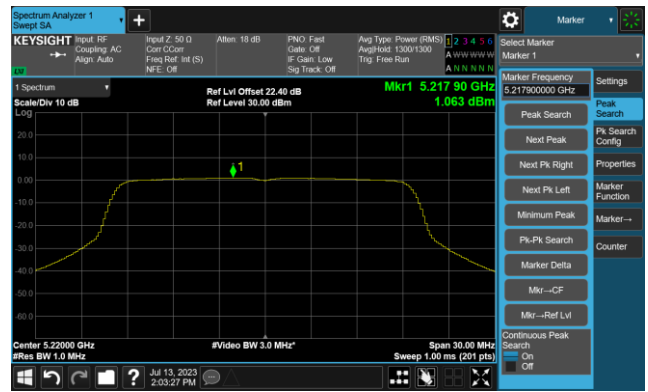 Spectrum Analyzer 1
Swept SA
+
Marker
KEYSIGHT
Input: RF
Coupling: AC
Align: Auto
Input Z: 50 Ω
Corr CCorr
Freq Ref: Int (S)
NFE: Off
Atten: 18 dB
PNO: Fast
Gate: Off
IF Gain: Low
Sig Track: Off
Avg Type: Power (RMS)
Avg|Hold: 1300/1300
Trig: Free Run
1 2 3 4 5 6
A W W W W W
A N N N N N
Select Marker
Marker 1
1 Spectrum
Scale/Div 10 dB
Log
Ref Lvl Offset 22.40 dB
Ref Level 30.00 dBm
Mkr1 5.217 90 GHz
1.063 dBm
20.0
10.0
0.00
-10.0
-20.0
-30.0
-40.0
-50.0
-60.0
1
Center 5.22000 GHz
#Res BW 1.0 MHz
#Video BW 3.0 MHz*
Span 30.00 MHz
Sweep 1.00 ms (201 pts)
Marker Frequency
5.217900000 GHz
Peak Search
Next Peak
Next Pk Right
Next Pk Left
Minimum Peak
Pk-Pk Search
Marker Delta
Mkr→CF
Mkr→Ref Lvl
Continuous Peak
Search
On
Off
Settings
Peak
Search
Pk Search
Config
Properties
Marker
Function
Marker→
Counter
?
Jul 13, 2023
2:03:27 PM